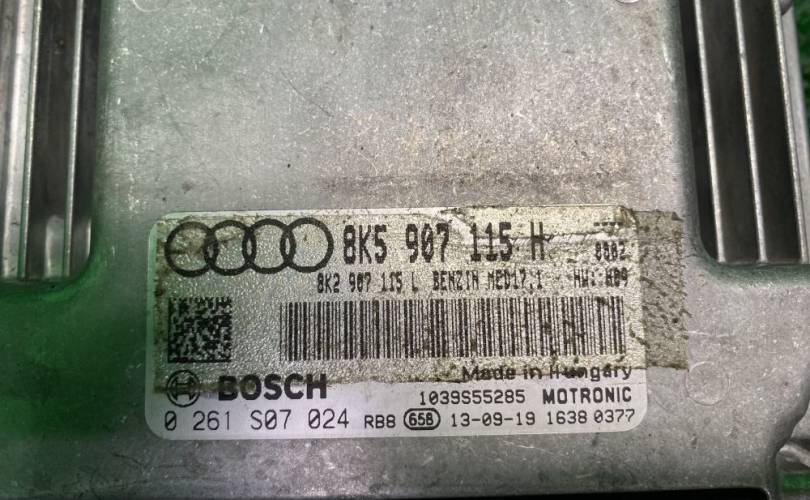 8K5 907 115 H
0002
8K2 907 115 L BENZIN MED17.1 HW: H09
Made in Hungary
BOSCH 1039S55285 MOTRONIC
0 261 S07 024 RB8 658 13-09-19 1638 0377